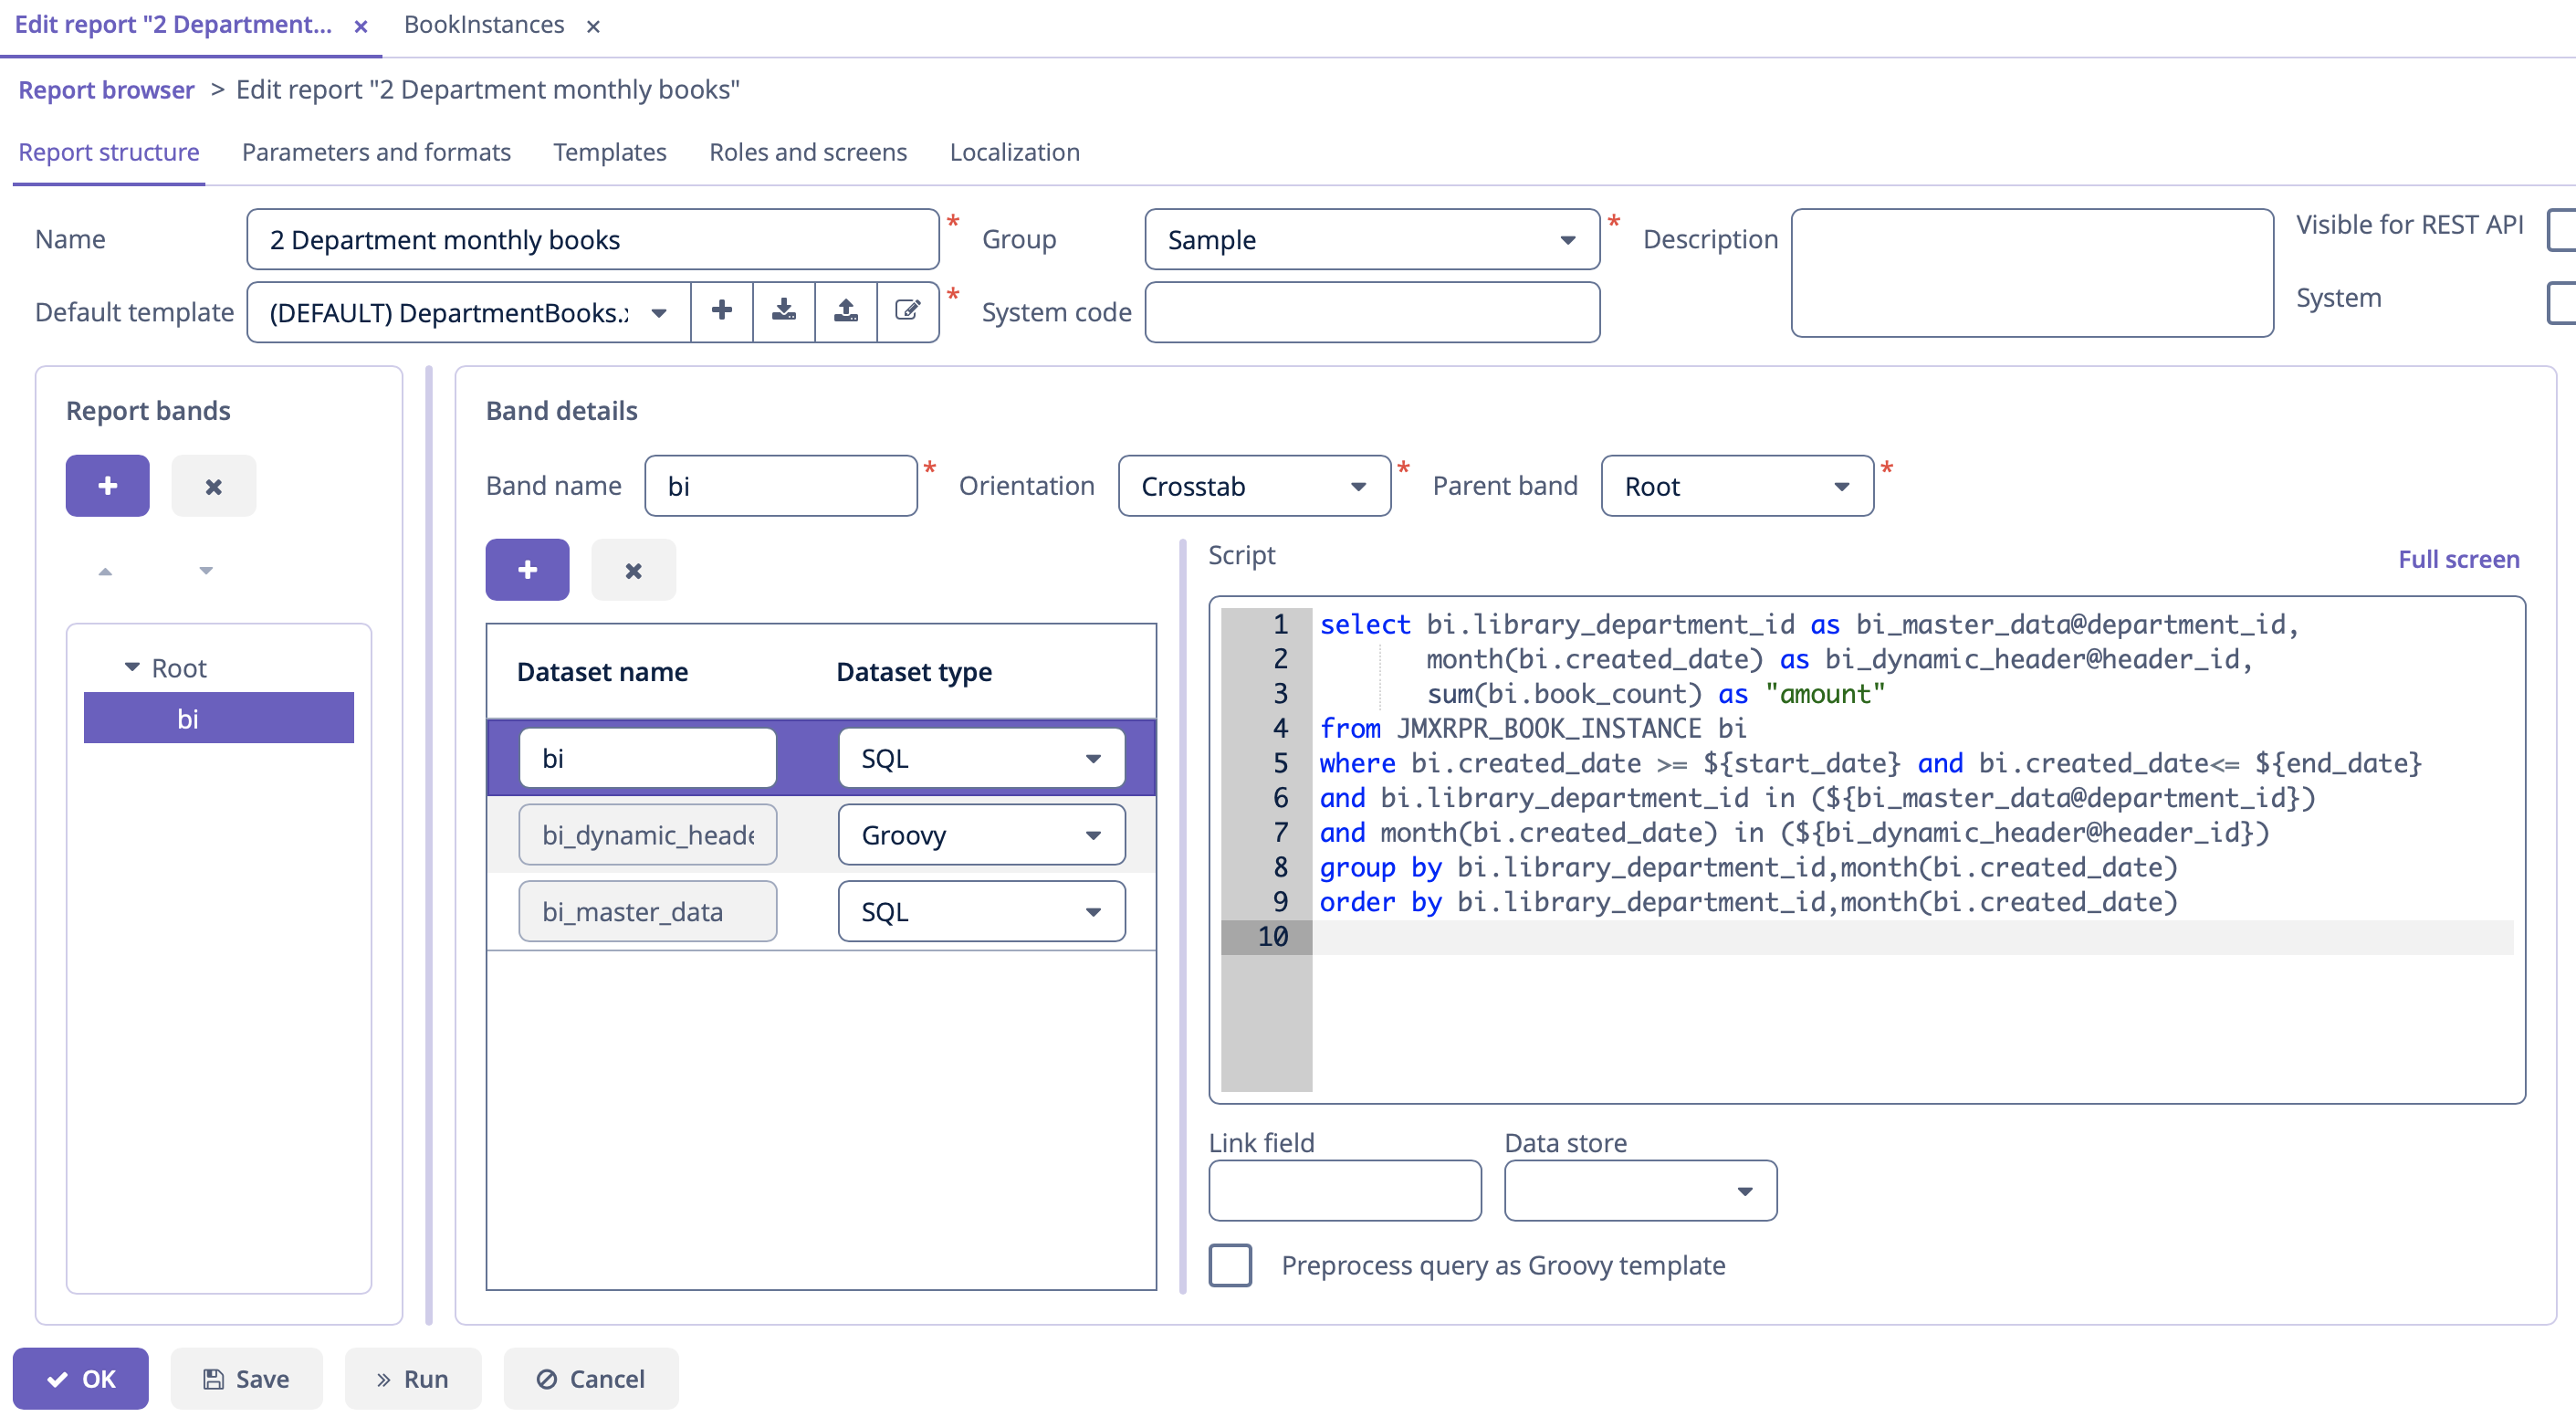 Edit report "2 Department... × BookInstances ×
Report browser > Edit report "2 Department monthly books"
Report structure Parameters and formats Templates Roles and screens Localization
Name 2 Department monthly books * Group Sample * Description Visible for REST API
Default template (DEFAULT) DepartmentBooks. * System code System
Report bands
Root
bi
Band details
Band name bi * Orientation Crosstab * Parent band Root *
Dataset name Dataset type
bi SQL
bi_dynamic_heade Groovy
bi_master_data SQL
Script Full screen
1 select bi.library_department_id as bi_master_data@department_id,
2 month(bi.created_date) as bi_dynamic_header@header_id,
3 sum(bi.book_count) as "amount"
4 from JMXRPR_BOOK_INSTANCE bi
5 where bi.created_date >= ${start_date} and bi.created_date<= ${end_date}
6 and bi.library_department_id in (${bi_master_data@department_id})
7 and month(bi.created_date) in (${bi_dynamic_header@header_id})
8 group by bi.library_department_id,month(bi.created_date)
9 order by bi.library_department_id,month(bi.created_date)
10
Link field Data store
Preprocess query as Groovy template
OK Save Run Cancel